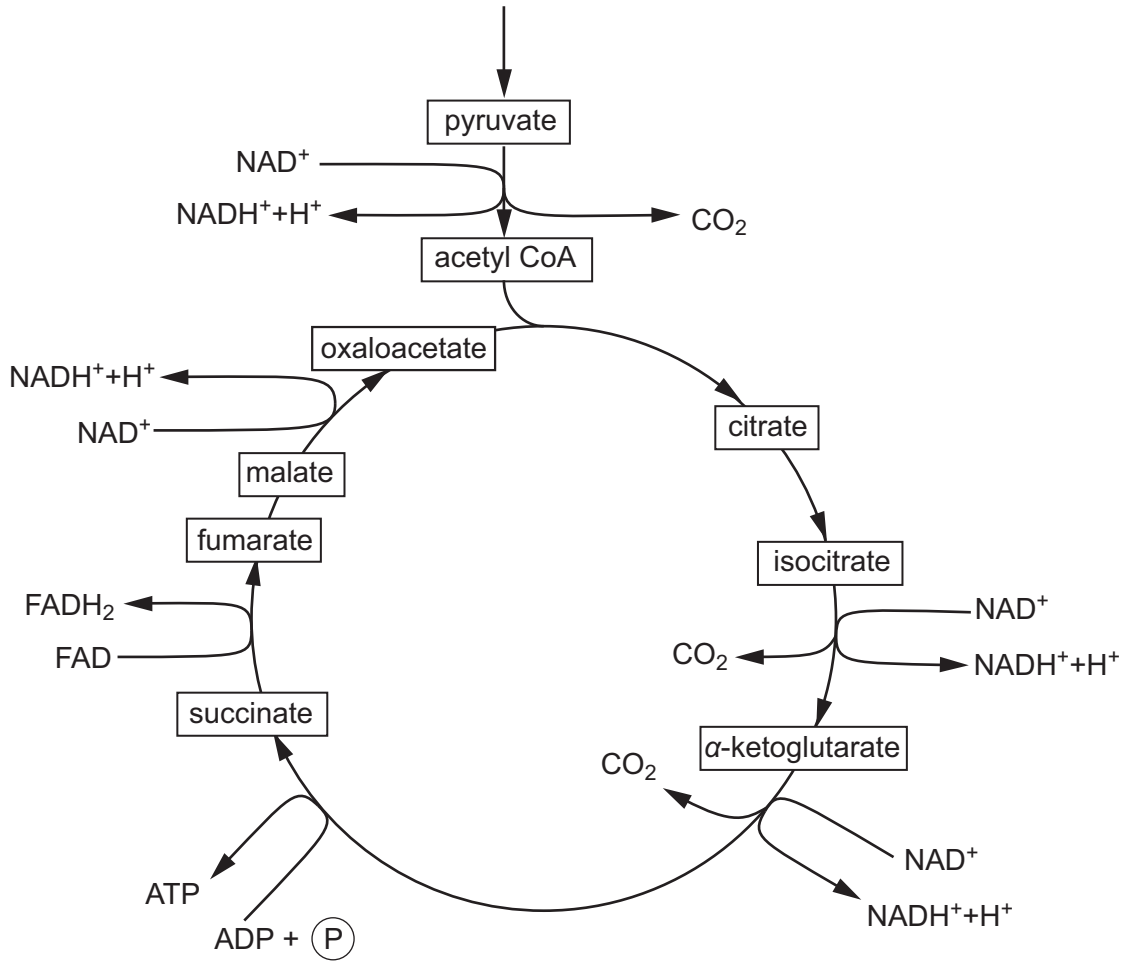 pyruvate
NAD⁺
NADH⁺+H⁺
CO₂
acetyl CoA
oxaloacetate
NADH⁺+H⁺
NAD⁺
citrate
malate
fumarate
isocitrate
FADH₂
NAD⁺
FAD
CO₂
NADH⁺+H⁺
succinate
α-ketoglutarate
CO₂
ATP
NAD⁺
NADH⁺+H⁺
ADP + P